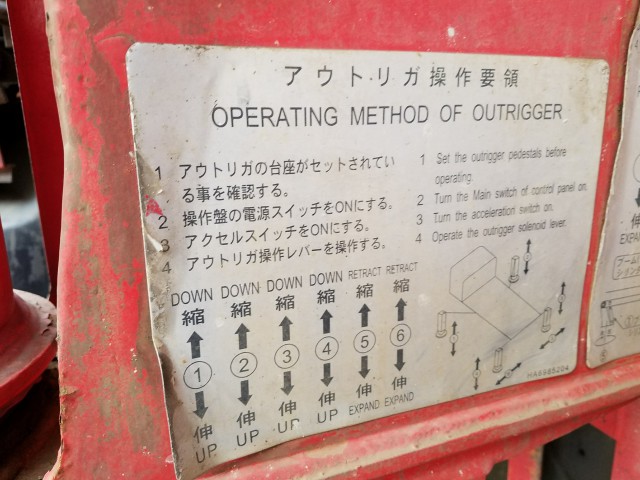 アウトリガ操作要領
OPERATING METHOD OF OUTRIGGER
1 アウトリガの台座がセットされてい
る事を確認する。
2 操作盤の電源スイッチをONにする。
3 アクセルスイッチをONにする。
4 アウトリガ操作レバーを操作する。
1 Set the outrigger pedestals before
operating.
2 Turn the Main switch of control panel on.
3 Turn the acceleration switch on.
4 Operate the outrigger solenoid lever.
DOWN DOWN DOWN DOWN RETRACT RETRACT
縮 縮 縮 縮 縮 縮
1 2 3 4 5 6
伸 伸 伸 伸 伸 伸
UP UP UP UP EXPAND EXPAND